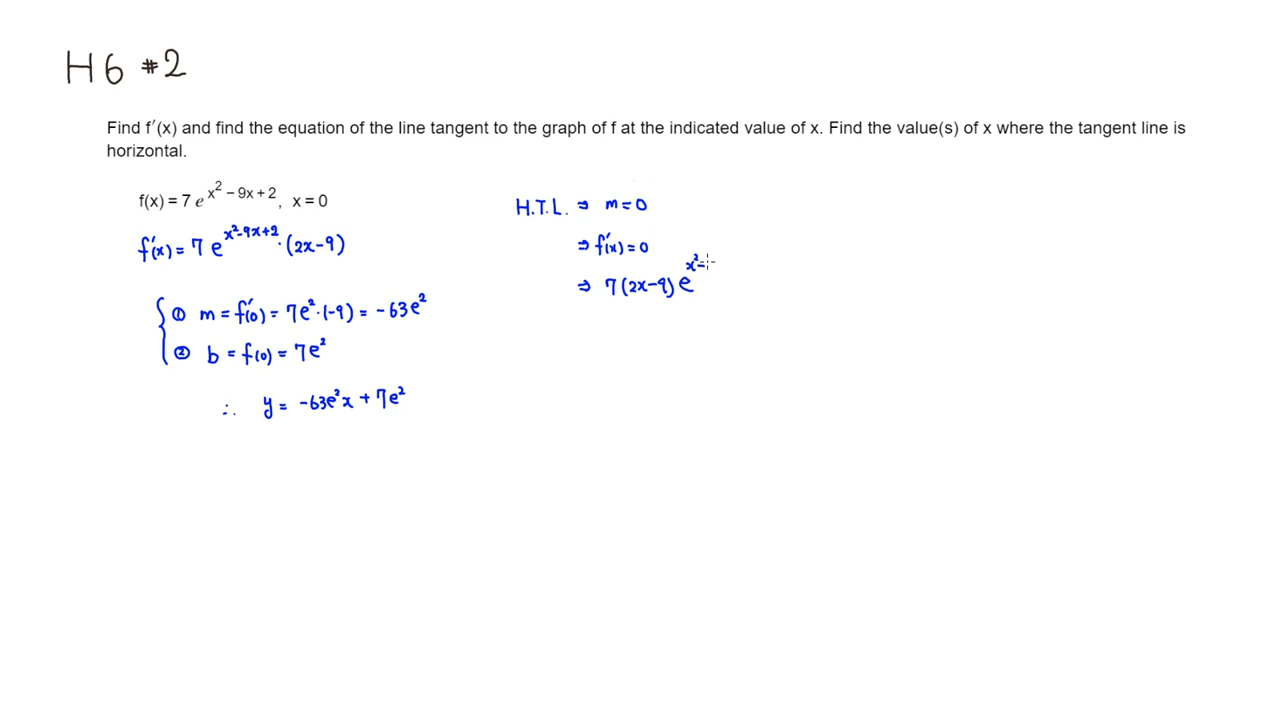 H6 #2
Find f′(x) and find the equation of the line tangent to the graph of f at the indicated value of x. Find the value(s) of x where the tangent line is
horizontal.
f(x) = 7 e^{x² − 9x + 2}, x = 0
f′(x) = 7 e^{x²−9x+2} · (2x−9)
① m = f′(0) = 7e² · (−9) = −63e²
② b = f(0) = 7e²
∴ y = −63e²x + 7e²
H.T.L. ⇒ m = 0
⇒ f′(x) = 0
⇒ 7(2x−9) e^{x²−